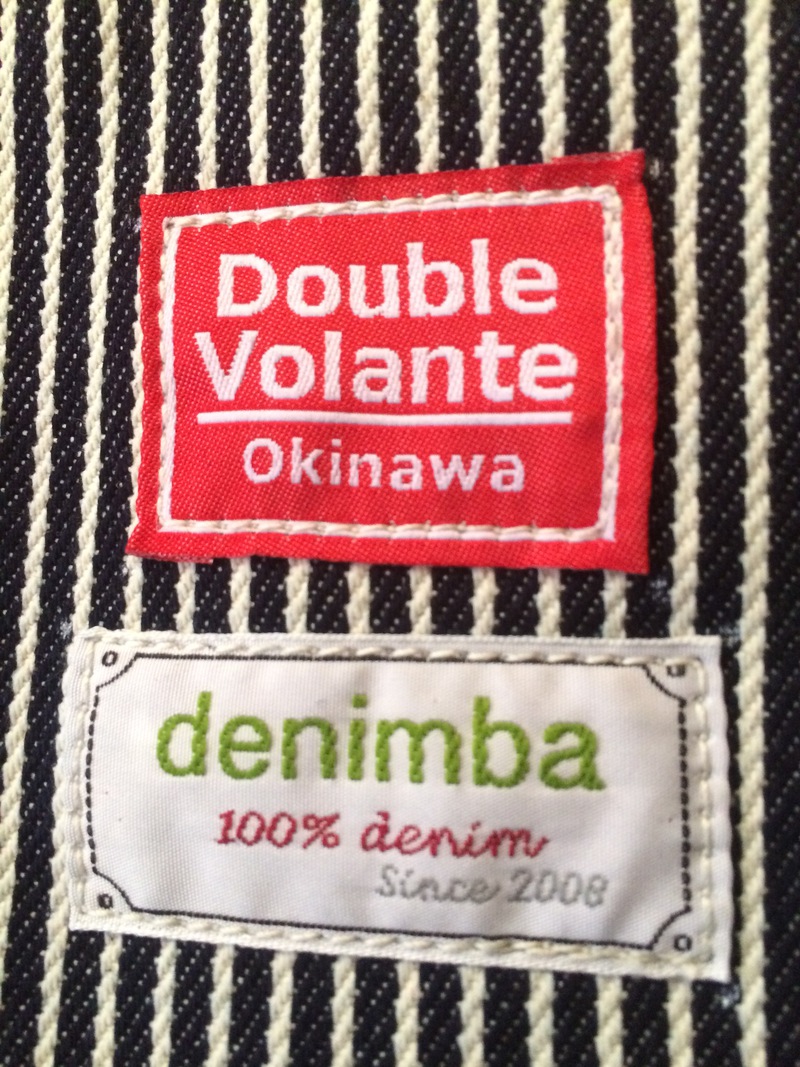 Double
Volante
Okinawa
denimba
100% denim
Since 2008